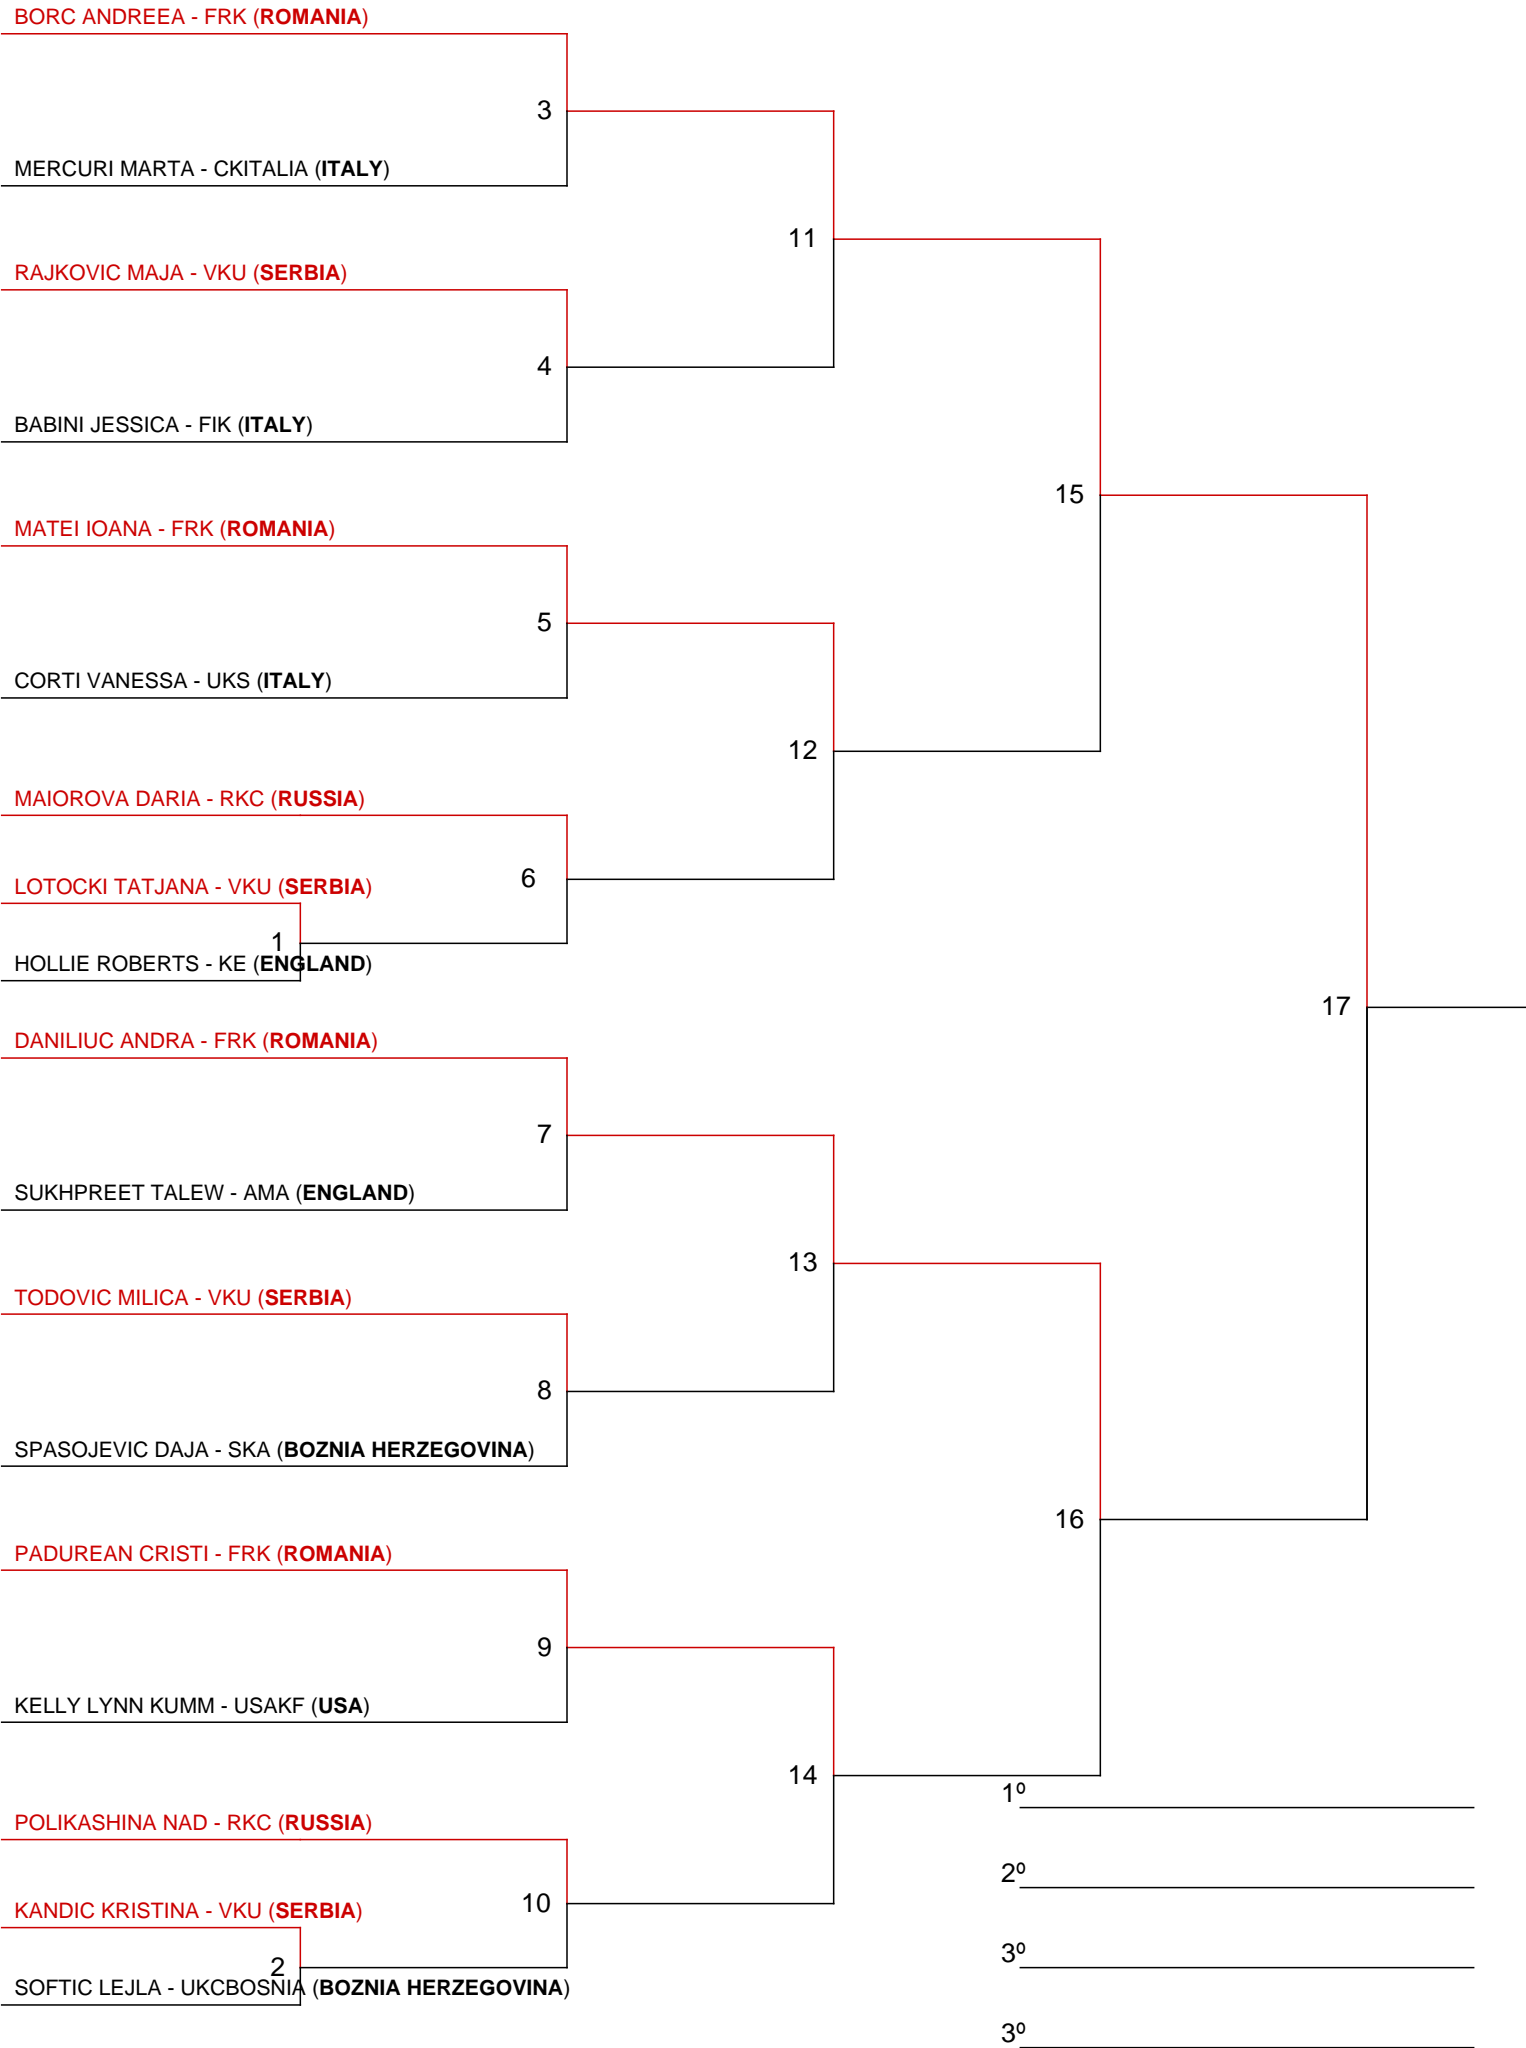 BORC ANDREEA - FRK (ROMANIA)
3
MERCURI MARTA - CKITALIA (ITALY)
11
RAJKOVIC MAJA - VKU (SERBIA)
4
BABINI JESSICA - FIK (ITALY)
15
MATEI IOANA - FRK (ROMANIA)
5
CORTI VANESSA - UKS (ITALY)
12
MAIOROVA DARIA - RKC (RUSSIA)
6
LOTOCKI TATJANA - VKU (SERBIA)
1
HOLLIE ROBERTS - KE (ENGLAND)
17
DANILIUC ANDRA - FRK (ROMANIA)
7
SUKHPREET TALEW - AMA (ENGLAND)
13
TODOVIC MILICA - VKU (SERBIA)
8
SPASOJEVIC DAJA - SKA (BOZNIA HERZEGOVINA)
16
PADUREAN CRISTI - FRK (ROMANIA)
9
KELLY LYNN KUMM - USAKF (USA)
14
1º
POLIKASHINA NAD - RKC (RUSSIA)
2º
10
KANDIC KRISTINA - VKU (SERBIA)
3º
2
SOFTIC LEJLA - UKCBOSNIA (BOZNIA HERZEGOVINA)
3º